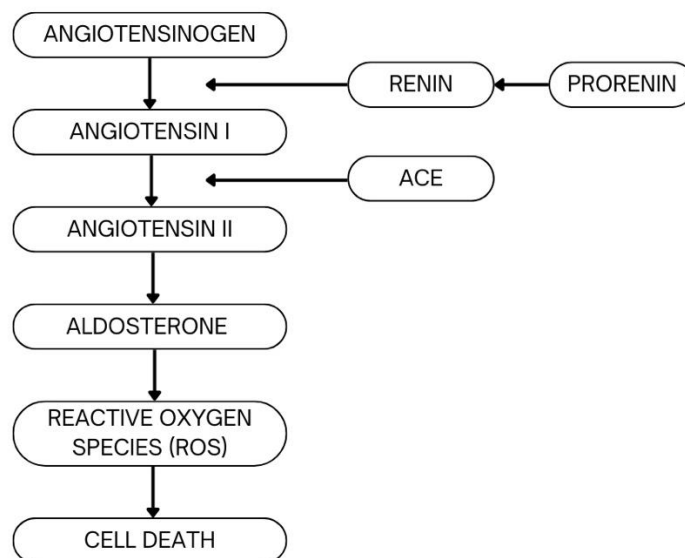 ANGIOTENSINOGEN
RENIN
PRORENIN
ANGIOTENSIN I
ACE
ANGIOTENSIN II
ALDOSTERONE
REACTIVE OXYGEN
SPECIES (ROS)
CELL DEATH